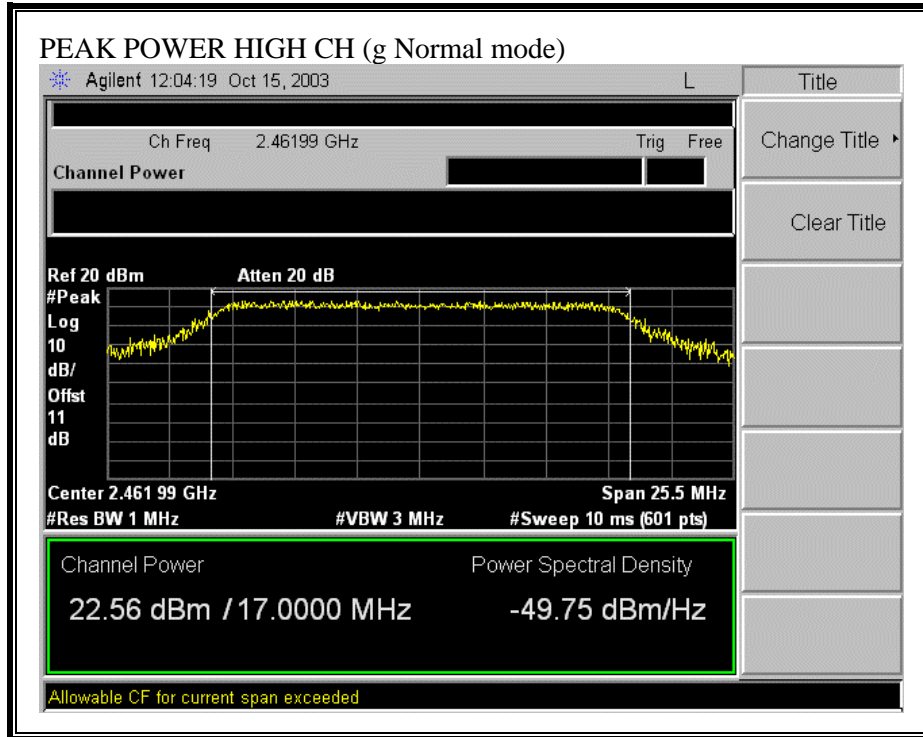 PEAK POWER HIGH CH (g Normal mode)
Agilent 12:04:19 Oct 15, 2003 L
Title
Ch Freq 2.46199 GHz Trig Free
Channel Power
Change Title
Clear Title
Ref 20 dBm Atten 20 dB
#Peak
Log
10
dB/
Offst
11
dB
Center 2.461 99 GHz Span 25.5 MHz
#Res BW 1 MHz #VBW 3 MHz #Sweep 10 ms (601 pts)
Channel Power Power Spectral Density
22.56 dBm / 17.0000 MHz -49.75 dBm/Hz
Allowable CF for current span exceeded